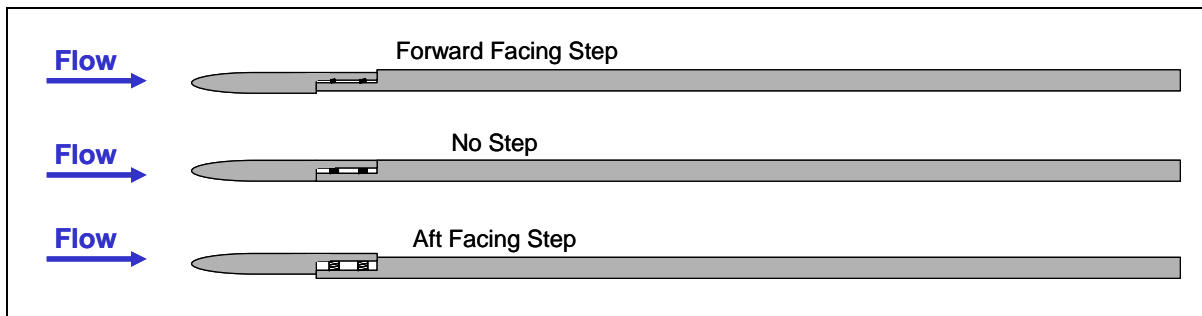 Forward Facing Step
Flow
No Step
Flow
Aft Facing Step
Flow